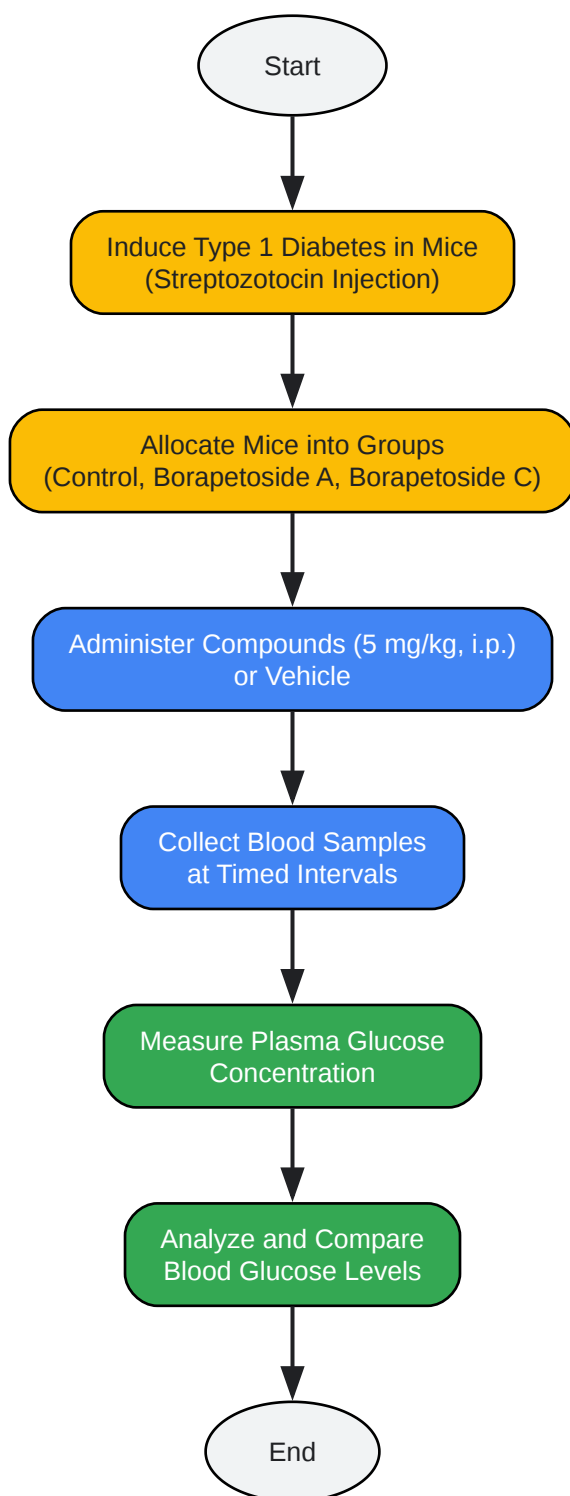 Start
Induce Type 1 Diabetes in Mice
(Streptozotocin Injection)
Allocate Mice into Groups
(Control, Borapetoside A, Borapetoside C)
Administer Compounds (5 mg/kg, i.p.)
or Vehicle
Collect Blood Samples
at Timed Intervals
Measure Plasma Glucose
Concentration
Analyze and Compare
Blood Glucose Levels
End